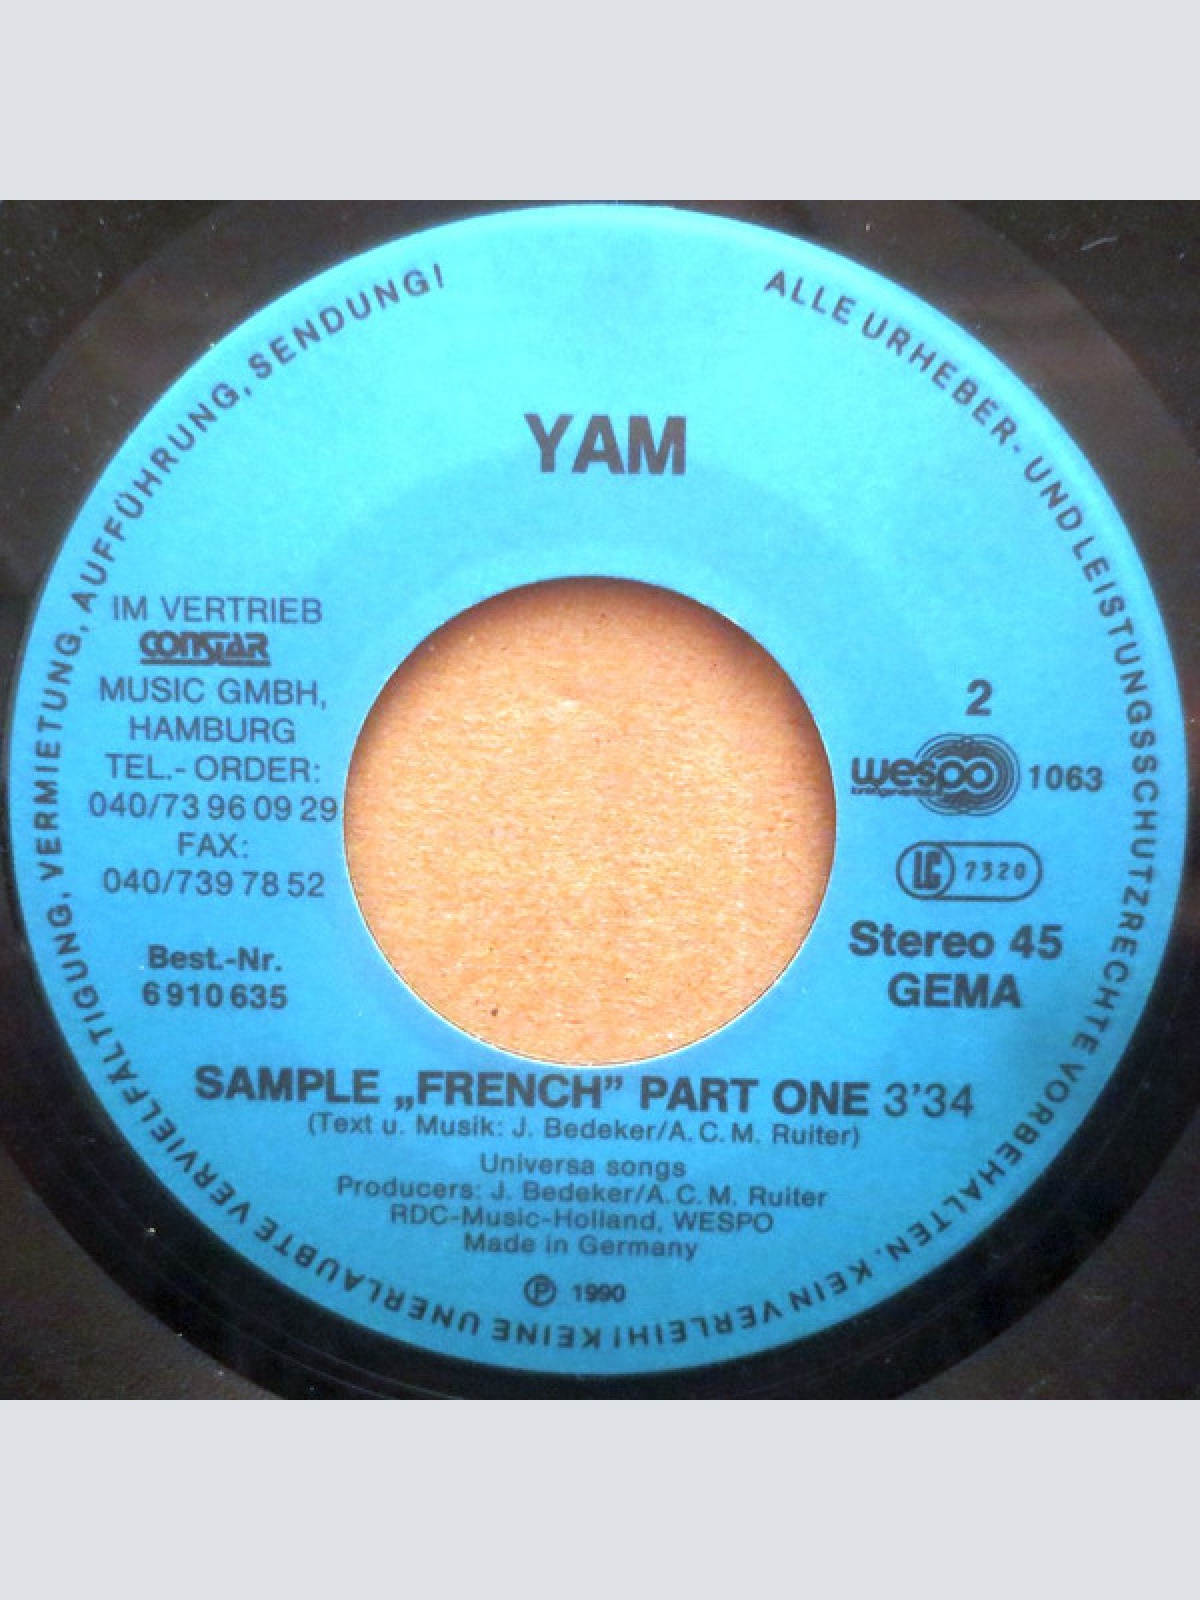 ALLE URHEBER- UND LEISTUNGSSCHUTZRECHTE VORBEHALTEN. KEIN VERLEIH! KEINE UNERLAUBTE VERVIELFÄLTIGUNG, VERMIETUNG, AUFFÜHRUNG, SENDUNG!
YAM
IM VERTRIEB
CONSTAR
MUSIC GMBH,
HAMBURG
TEL.-ORDER:
040/73 96 09 29
FAX:
040/739 78 52
Best.-Nr.
6 910 635
2
wespo 1063
LC 7320
Stereo 45
GEMA
SAMPLE „FRENCH” PART ONE 3'34
(Text u. Musik: J. Bedeker/A. C. M. Ruiter)
Universa songs
Producers: J. Bedeker/A. C. M. Ruiter
RDC-Music-Holland, WESPO
Made in Germany
Ⓟ 1990